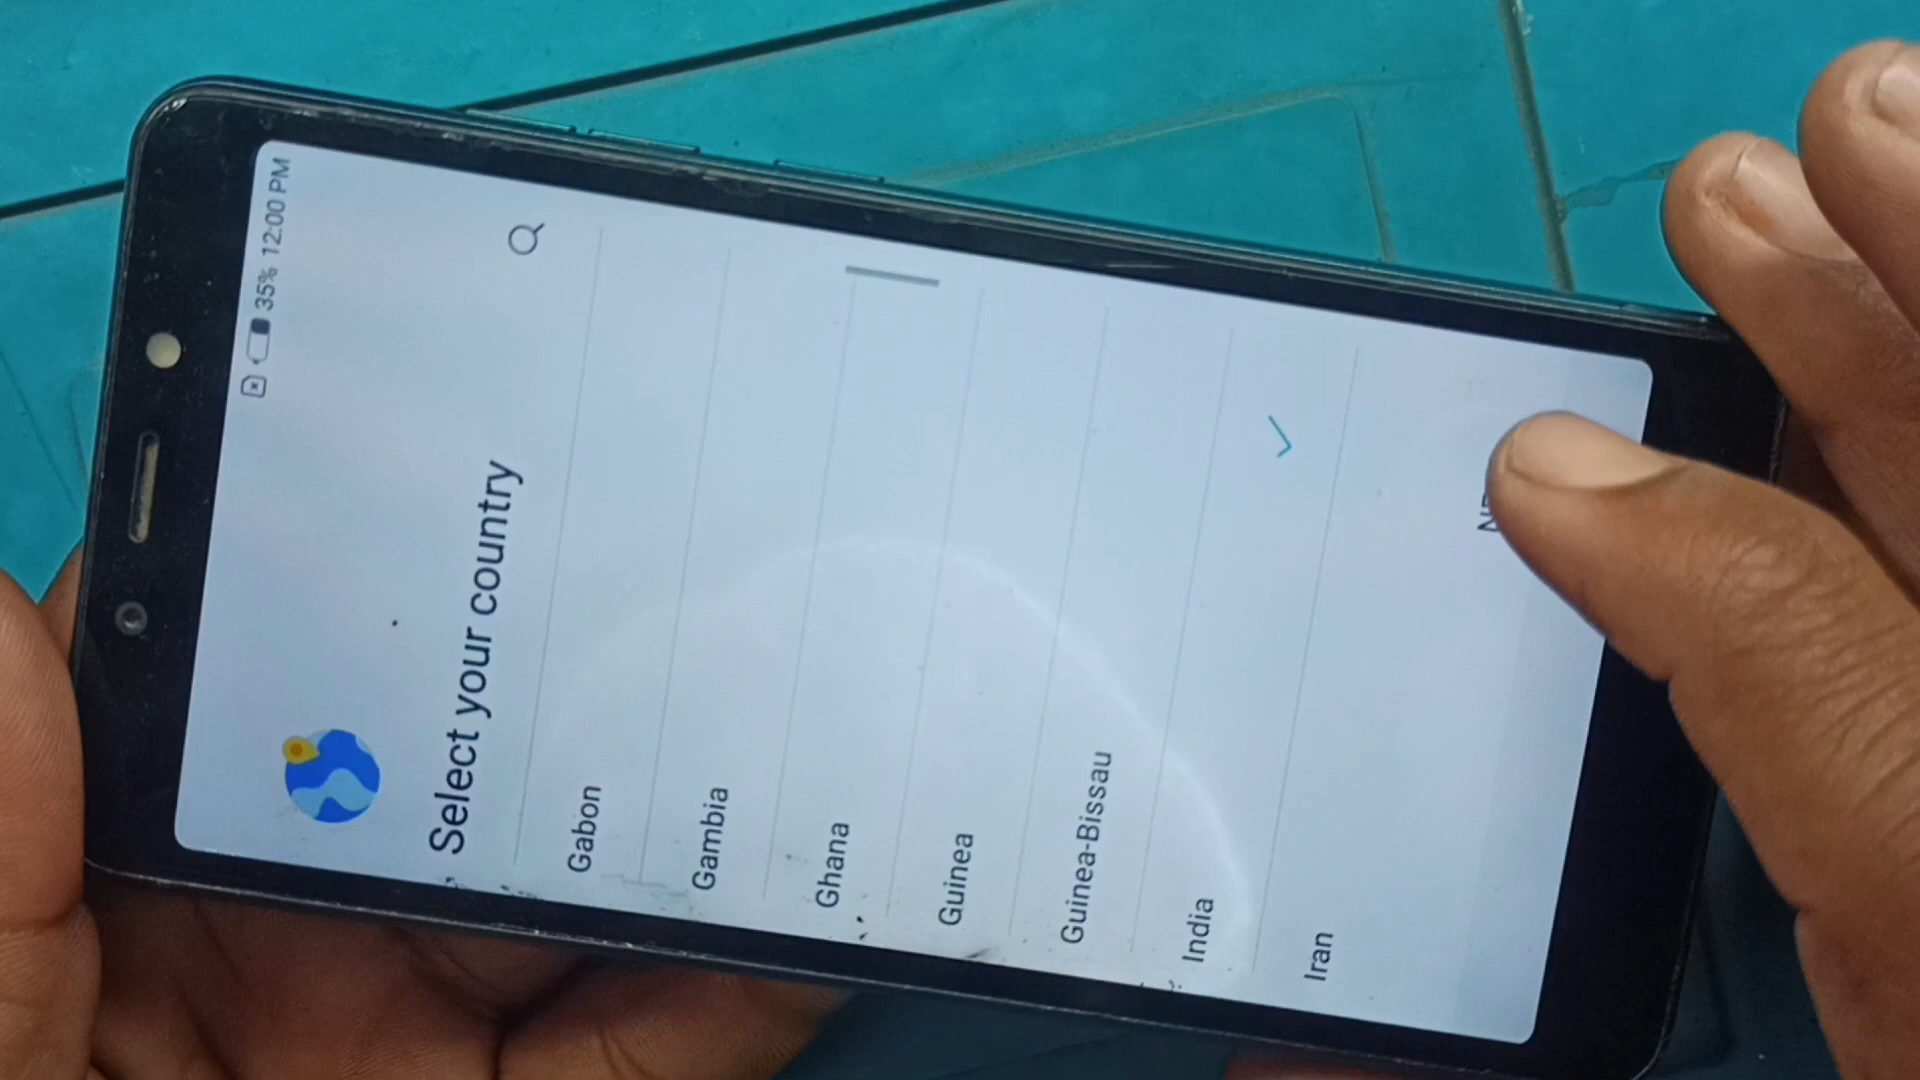 35% 12:00 PM
Select your country
Gabon
Gambia
Ghana
Guinea
Guinea-Bissau
India
Iran